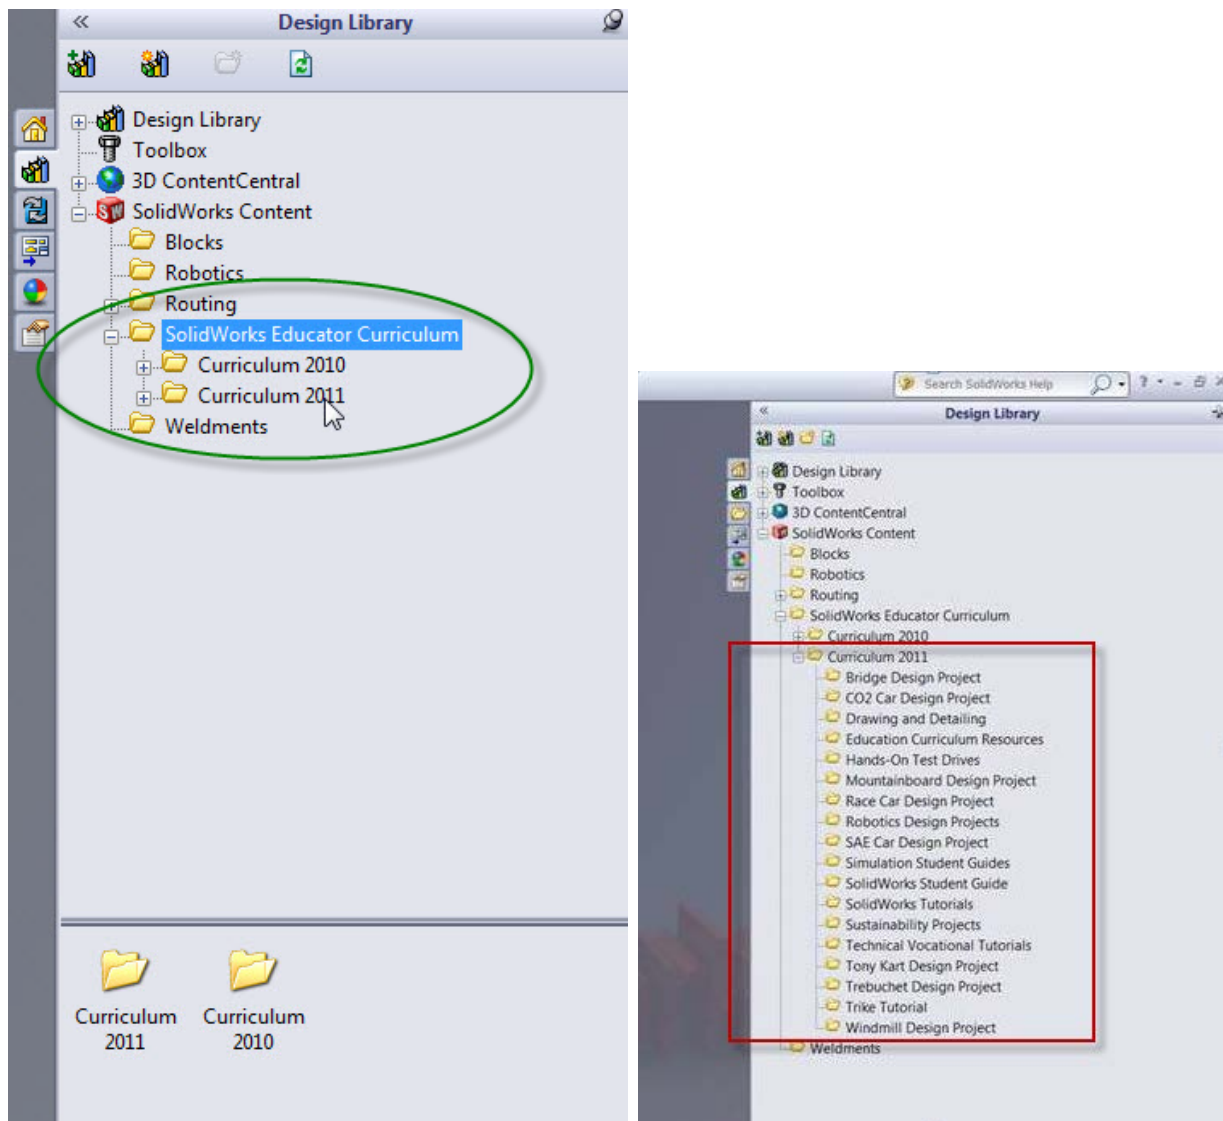 Design Library
Design Library
Toolbox
3D ContentCentral
SolidWorks Content
Blocks
Robotics
Routing
SolidWorks Educator Curriculum
Curriculum 2010
Curriculum 2011
Weldments
Curriculum
2011
Curriculum
2010
Search SolidWorks Help
Design Library
Design Library
Toolbox
3D ContentCentral
SolidWorks Content
Blocks
Robotics
Routing
SolidWorks Educator Curriculum
Curriculum 2010
Curriculum 2011
Bridge Design Project
CO2 Car Design Project
Drawing and Detailing
Education Curriculum Resources
Hands-On Test Drives
Mountainboard Design Project
Race Car Design Project
Robotics Design Projects
SAE Car Design Project
Simulation Student Guides
SolidWorks Student Guide
SolidWorks Tutorials
Sustainability Projects
Technical Vocational Tutorials
Tony Kart Design Project
Trebuchet Design Project
Trike Tutorial
Windmill Design Project
Weldments